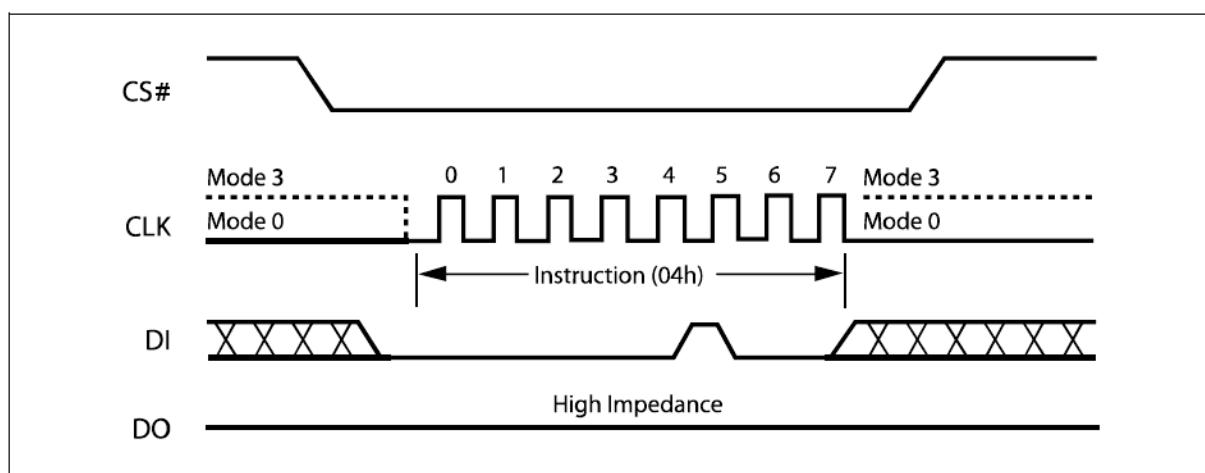 CS#
0 1 2 3 4 5 6 7
Mode 3 Mode 3
CLK
Mode 0 Mode 0
Instruction (04h)
DI
High Impedance
DO